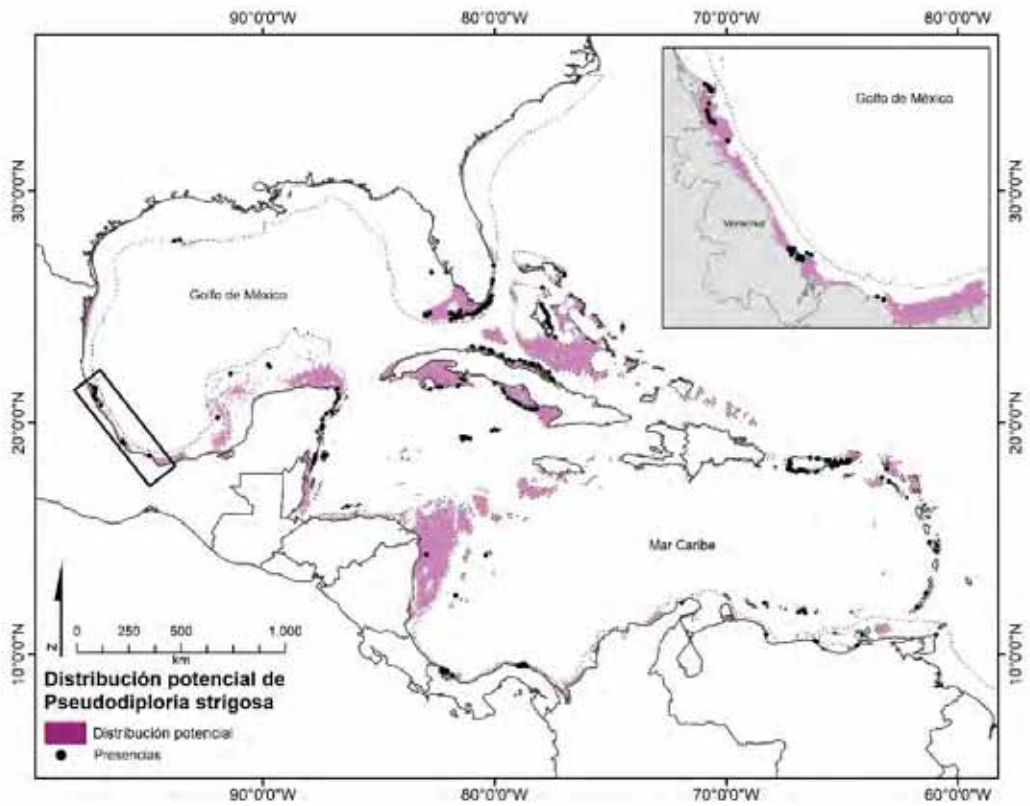 90°0'0"W 80°0'0"W 70°0'0"W 60°0'0"W
Golfo de México
Veracruz
30°0'0"N 30°0'0"N
Golfo de México
20°0'0"N 20°0'0"N
Mar Caribe
10°0'0"N 10°0'0"N
N
0 250 500 1.000
km
Distribución potencial de
Pseudodiploria strigosa
Distribución potencial
Presencias
90°0'0"W 80°0'0"W 70°0'0"W 60°0'0"W